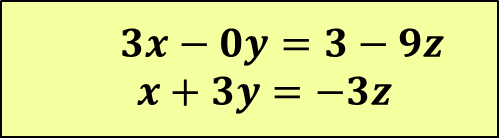 3x − 0y = 3 − 9z
x + 3y = −3z